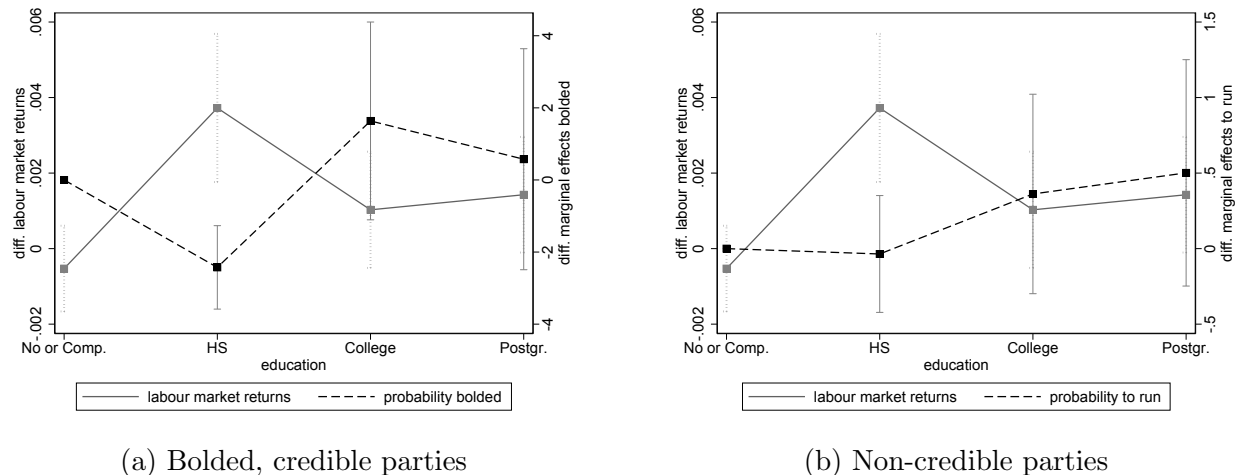 diff. labour market returns
-.002 0 .002 .004 .006
-4 -2 0 2 4
diff. marginal effects bolded
No or Comp. HS College Postgr.
education
labour market returns probability bolded
(a) Bolded, credible parties
diff. labour market returns
-.002 0 .002 .004 .006
-.5 0 .5 1 1.5
diff. marginal effects to run
No or Comp. HS College Postgr.
education
labour market returns probability to run
(b) Non-credible parties